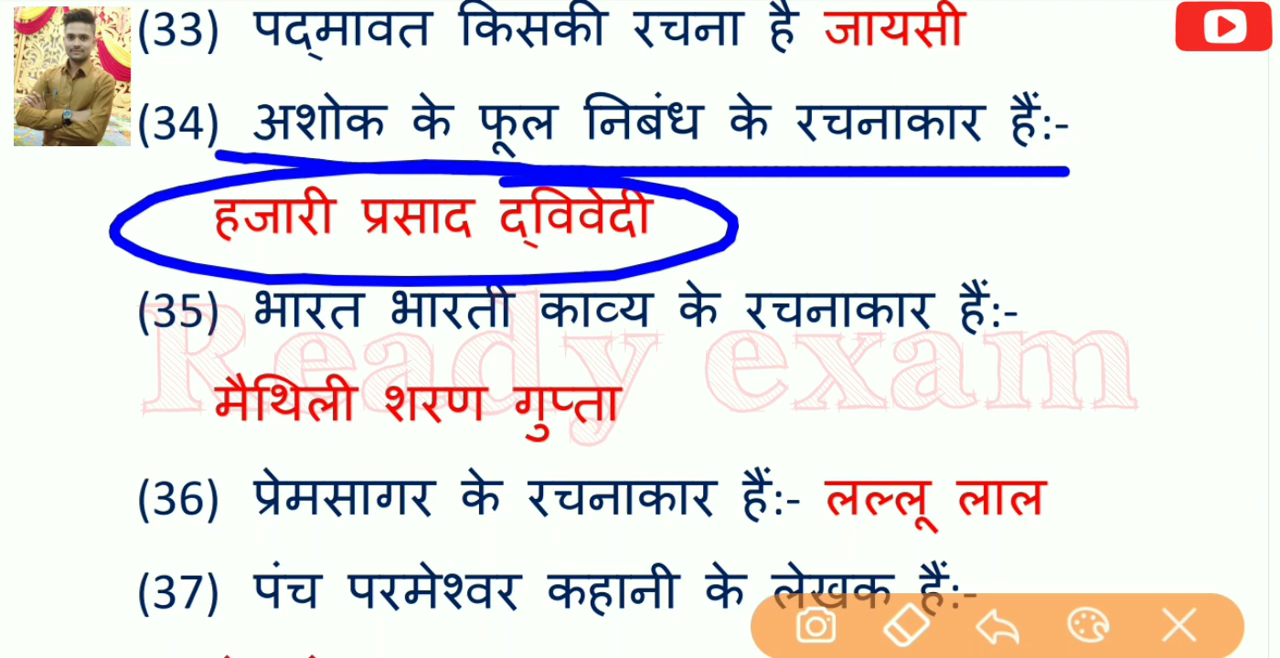 (33) पद्मावत किसकी रचना है जायसी
(34) अशोक के फूल निबंध के रचनाकार हैं:-
हजारी प्रसाद द्विवेदी
(35) भारत भारती काव्य के रचनाकार हैं:-
Ready exam
मैथिली शरण गुप्ता
(36) प्रेमसागर के रचनाकार हैं:- लल्लू लाल
(37) पंच परमेश्वर कहानी के लेखक हैं:-